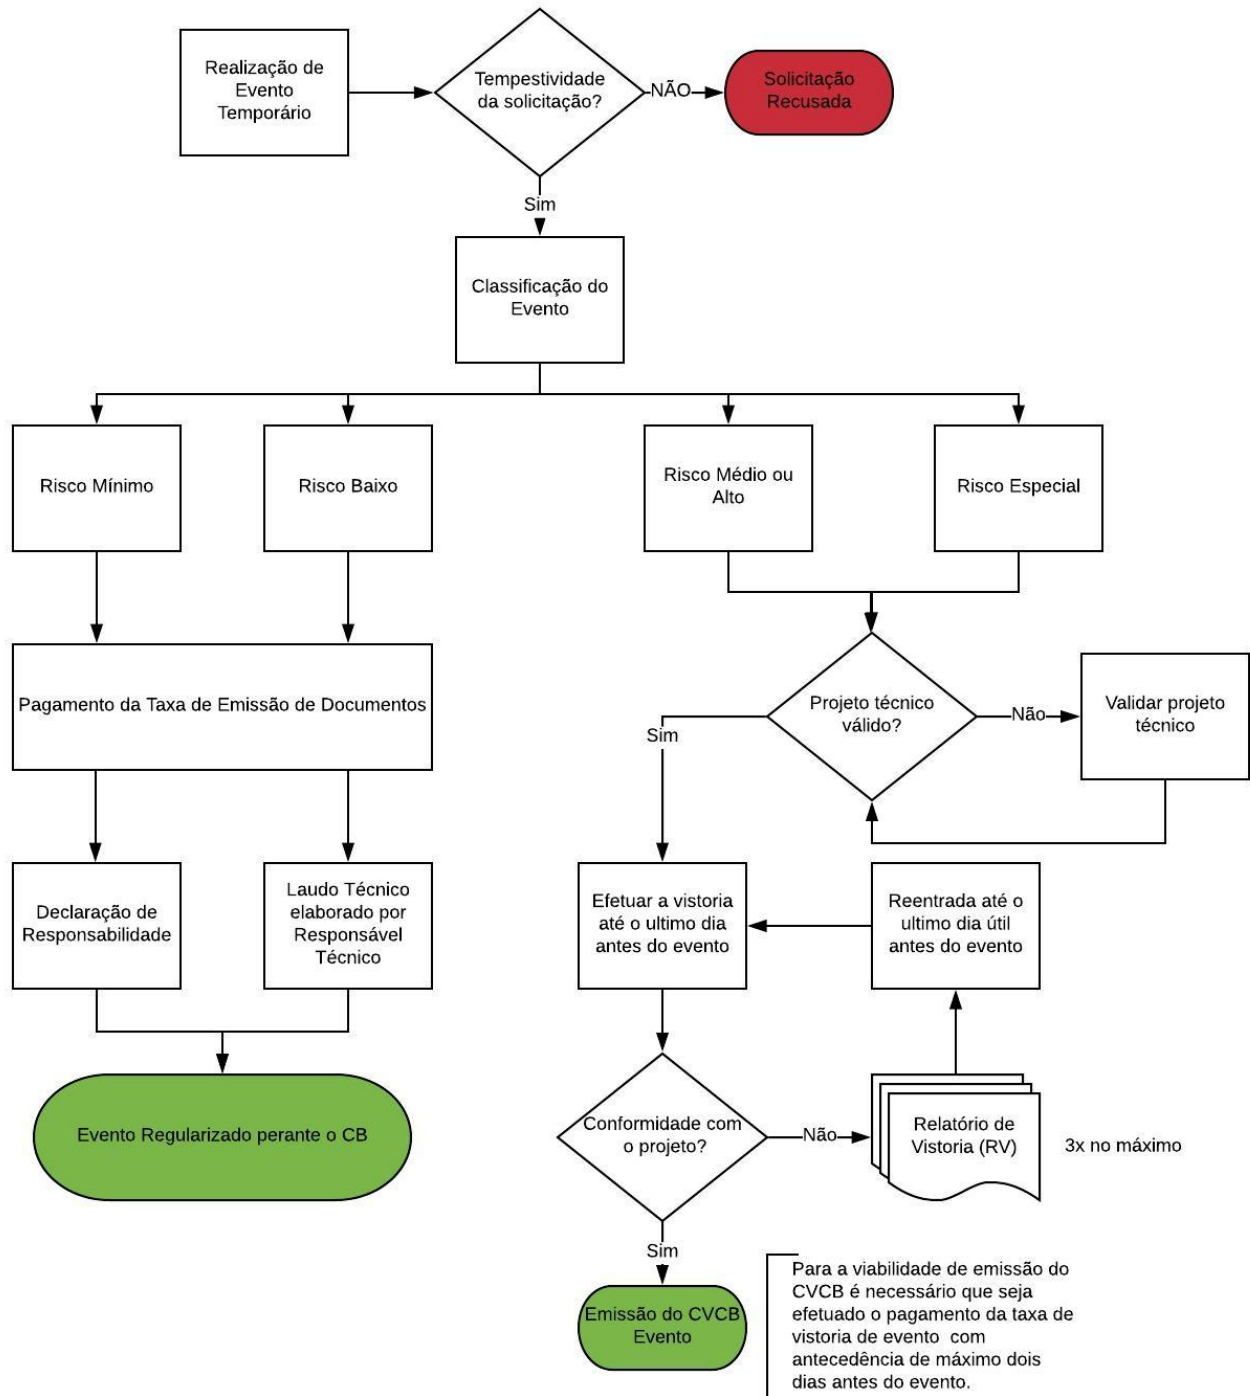 Realização de
Evento
Temporário
Tempestividade
da solicitação?
NÃO
Solicitação
Recusada
Sim
Classificação do
Evento
Risco Mínimo
Risco Baixo
Risco Médio ou
Alto
Risco Especial
Pagamento da Taxa de Emissão de Documentos
Projeto técnico
válido?
Não
Validar projeto
técnico
Sim
Declaração de
Responsabilidade
Laudo Técnico
elaborado por
Responsável
Técnico
Efetuar a vistoria
até o ultimo dia
antes do evento
Reentrada até o
ultimo dia útil
antes do evento
Evento Regularizado perante o CB
Conformidade com
o projeto?
Não
Relatório de
Vistoria (RV)
3x no máximo
Sim
Emissão do CVCB
Evento
Para a viabilidade de emissão do
CVCB é necessário que seja
efetuado o pagamento da taxa de
vistoria de evento  com
antecedência de máximo dois
dias antes do evento.